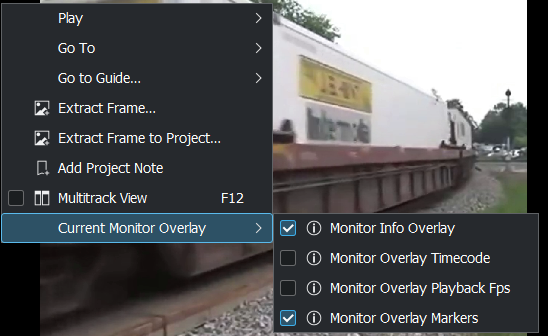 Play
Go To
Go to Guide...
Extract Frame...
Extract Frame to Project...
Add Project Note
Multitrack View F12
Current Monitor Overlay
Monitor Info Overlay
Monitor Overlay Timecode
Monitor Overlay Playback Fps
Monitor Overlay Markers